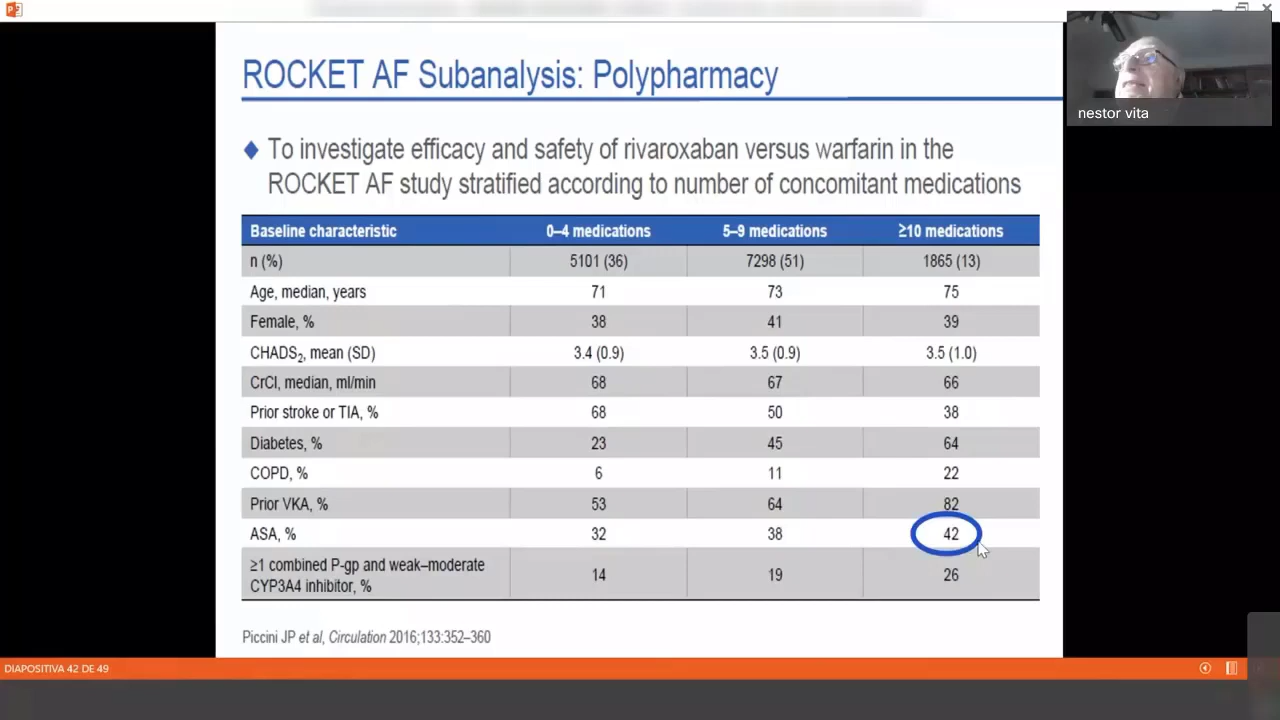 nestor vita
ROCKET AF Subanalysis: Polypharmacy
To investigate efficacy and safety of rivaroxaban versus warfarin in the
ROCKET AF study stratified according to number of concomitant medications
Baseline characteristic 0–4 medications 5–9 medications ≥10 medications
n (%) 5101 (36) 7298 (51) 1865 (13)
Age, median, years 71 73 75
Female, % 38 41 39
CHADS₂, mean (SD) 3.4 (0.9) 3.5 (0.9) 3.5 (1.0)
CrCl, median, ml/min 68 67 66
Prior stroke or TIA, % 68 50 38
Diabetes, % 23 45 64
COPD, % 6 11 22
Prior VKA, % 53 64 82
ASA, % 32 38 42
≥1 combined P-gp and weak–moderate
CYP3A4 inhibitor, % 14 19 26
Piccini JP et al, Circulation 2016;133:352–360
DIAPOSITIVA 42 DE 49